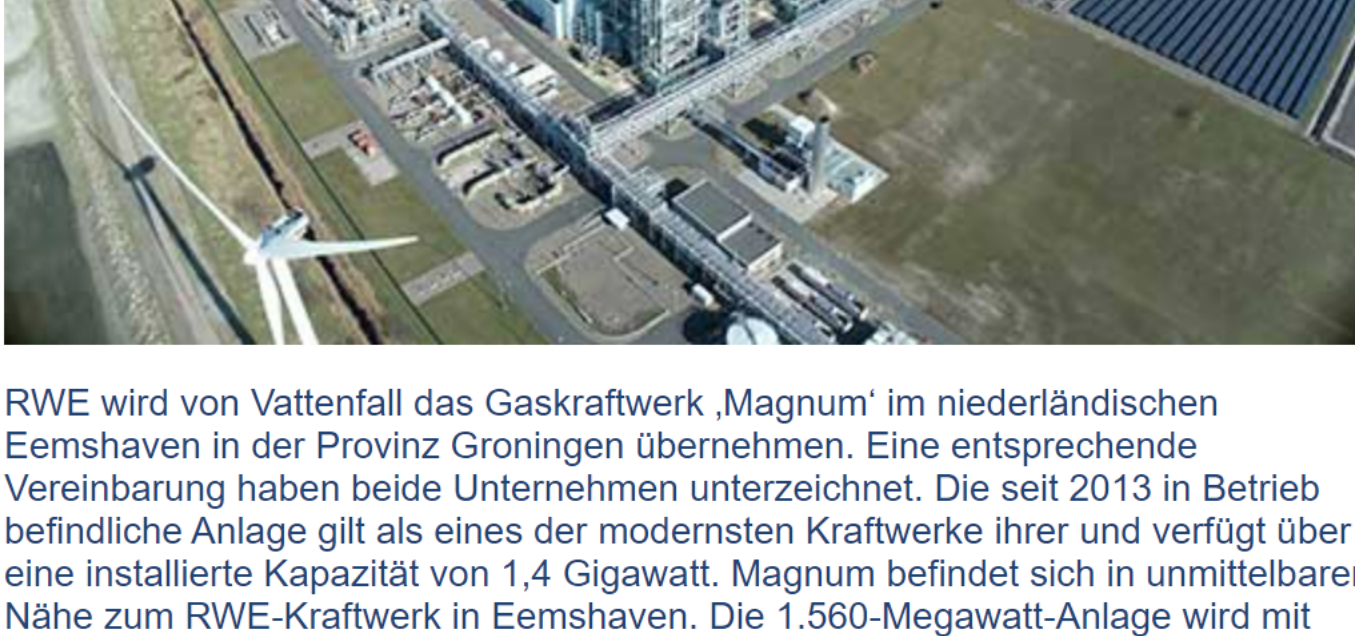 RWE wird von Vattenfall das Gaskraftwerk ‚Magnum‘ im niederländischen
Eemshaven in der Provinz Groningen übernehmen. Eine entsprechende
Vereinbarung haben beide Unternehmen unterzeichnet. Die seit 2013 in Betrieb
befindliche Anlage gilt als eines der modernsten Kraftwerke ihrer und verfügt über
eine installierte Kapazität von 1,4 Gigawatt. Magnum befindet sich in unmittelbarer
Nähe zum RWE-Kraftwerk in Eemshaven. Die 1.560-Megawatt-Anlage wird mit